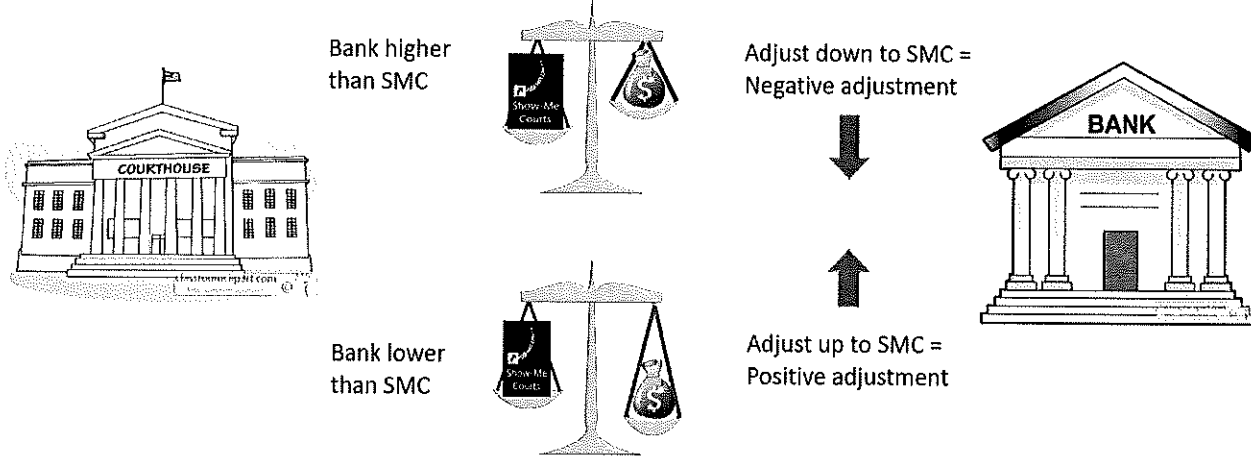 Bank higher
than SMC
Show-Me
Courts
$
Adjust down to SMC =
Negative adjustment
COURTHOUSE
BANK
Bank lower
than SMC
Show-Me
Courts
$
Adjust up to SMC =
Positive adjustment